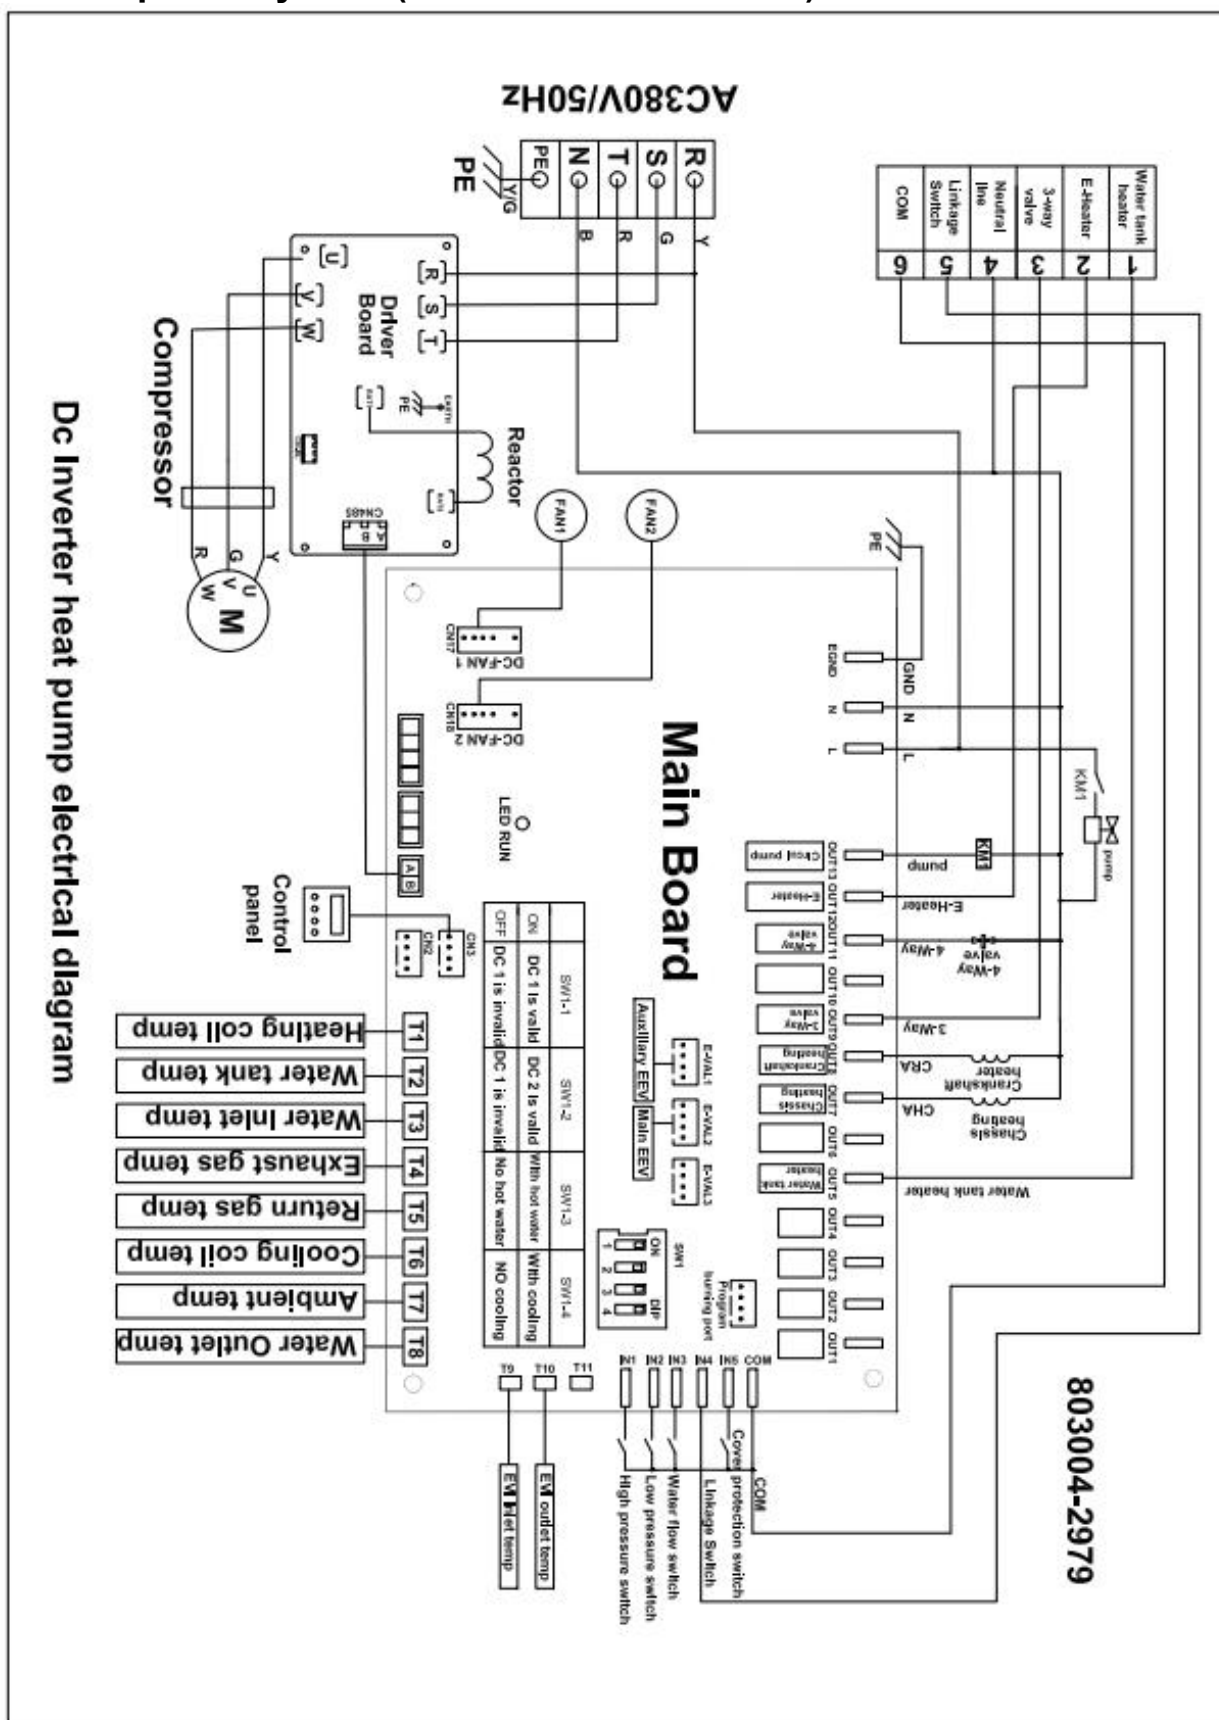 AC380V/50Hz
PE
N
T
S
R
PE
Y/G
B
R
G
Y
Water tank heater
E-Heater
3-way valve
Neutral line
Linkage Switch
COM
1
2
3
4
5
6
Driver Board
U
V
W
R
S
T
PE
EARTH
CN485
A
B
Reactor
Compressor
R
G
Y
W
V
U
M
Dc Inverter heat pump electrical diagram
FAN1
FAN2
CN17
DC-FAN 1
CN18
DC-FAN 2
PE
EGND
GND
N
N
L
L
KM1
pump
Main Board
LED RUN
A
B
Control panel
CN2
CN3
OUT13
Circul pump
pump
KM1
OUT12
E-Heater
E-Heater
OUT11
4-Way valve
4-Way
4-Way valve
OUT10
OUT9
3-Way valve
3-Way
OUT8
Crankshaft heating
CRA
Crankshaft heater
OUT7
Chassis heating
CHA
Chassis heating
OUT6
OUT5
Water tank heater
Water tank heater
OUT4
OUT3
OUT2
OUT1
SW1-1
SW1-2
SW1-3
SW1-4
ON
DC 1 is valid
DC 2 is valid
With hot water
With cooling
OFF
DC 1 is invalid
DC 1 is invalid
No hot water
NO cooling
Auxiliary EEV
Main EEV
E-VAL1
E-VAL2
E-VAL3
SW1
ON
DIP
1
2
3
4
Program burning port
T1
Heating coil temp
T2
Water tank temp
T3
Water Inlet temp
T4
Exhaust gas temp
T5
Return gas temp
T6
Cooling coil temp
T7
Ambient temp
T8
Water Outlet temp
T9
T10
T11
EVI inlet temp
EVI outlet temp
IN1
IN2
IN3
IN4
IN5
COM
High pressure switch
Low pressure switch
Water flow switch
Linkage Switch
Cover protection switch
COM
803004-2979